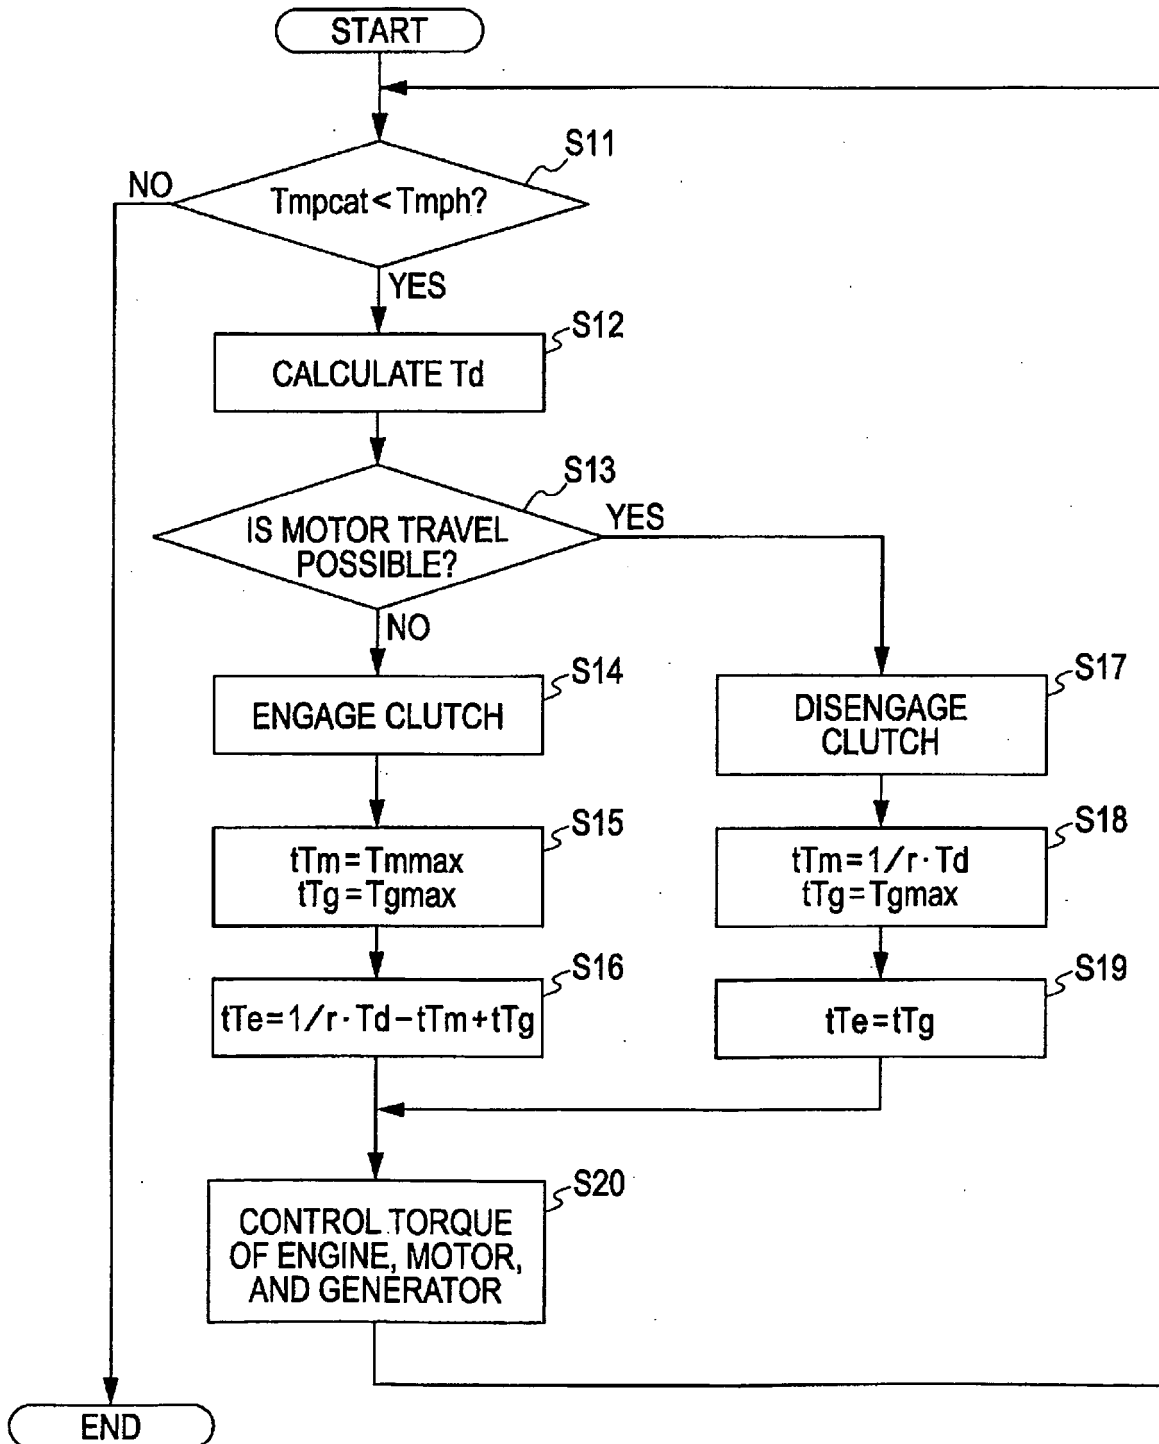 START
S11
NO
Tmpcat < Tmph?
YES
S12
CALCULATE Td
S13
IS MOTOR TRAVEL
POSSIBLE?
YES
NO
S14
ENGAGE CLUTCH
S17
DISENGAGE
CLUTCH
S15
tTm = Tmmax
tTg = Tgmax
S18
tTm = 1/r · Td
tTg = Tgmax
S16
tTe = 1/r · Td – tTm + tTg
S19
tTe = tTg
S20
CONTROL TORQUE
OF ENGINE, MOTOR,
AND GENERATOR
END